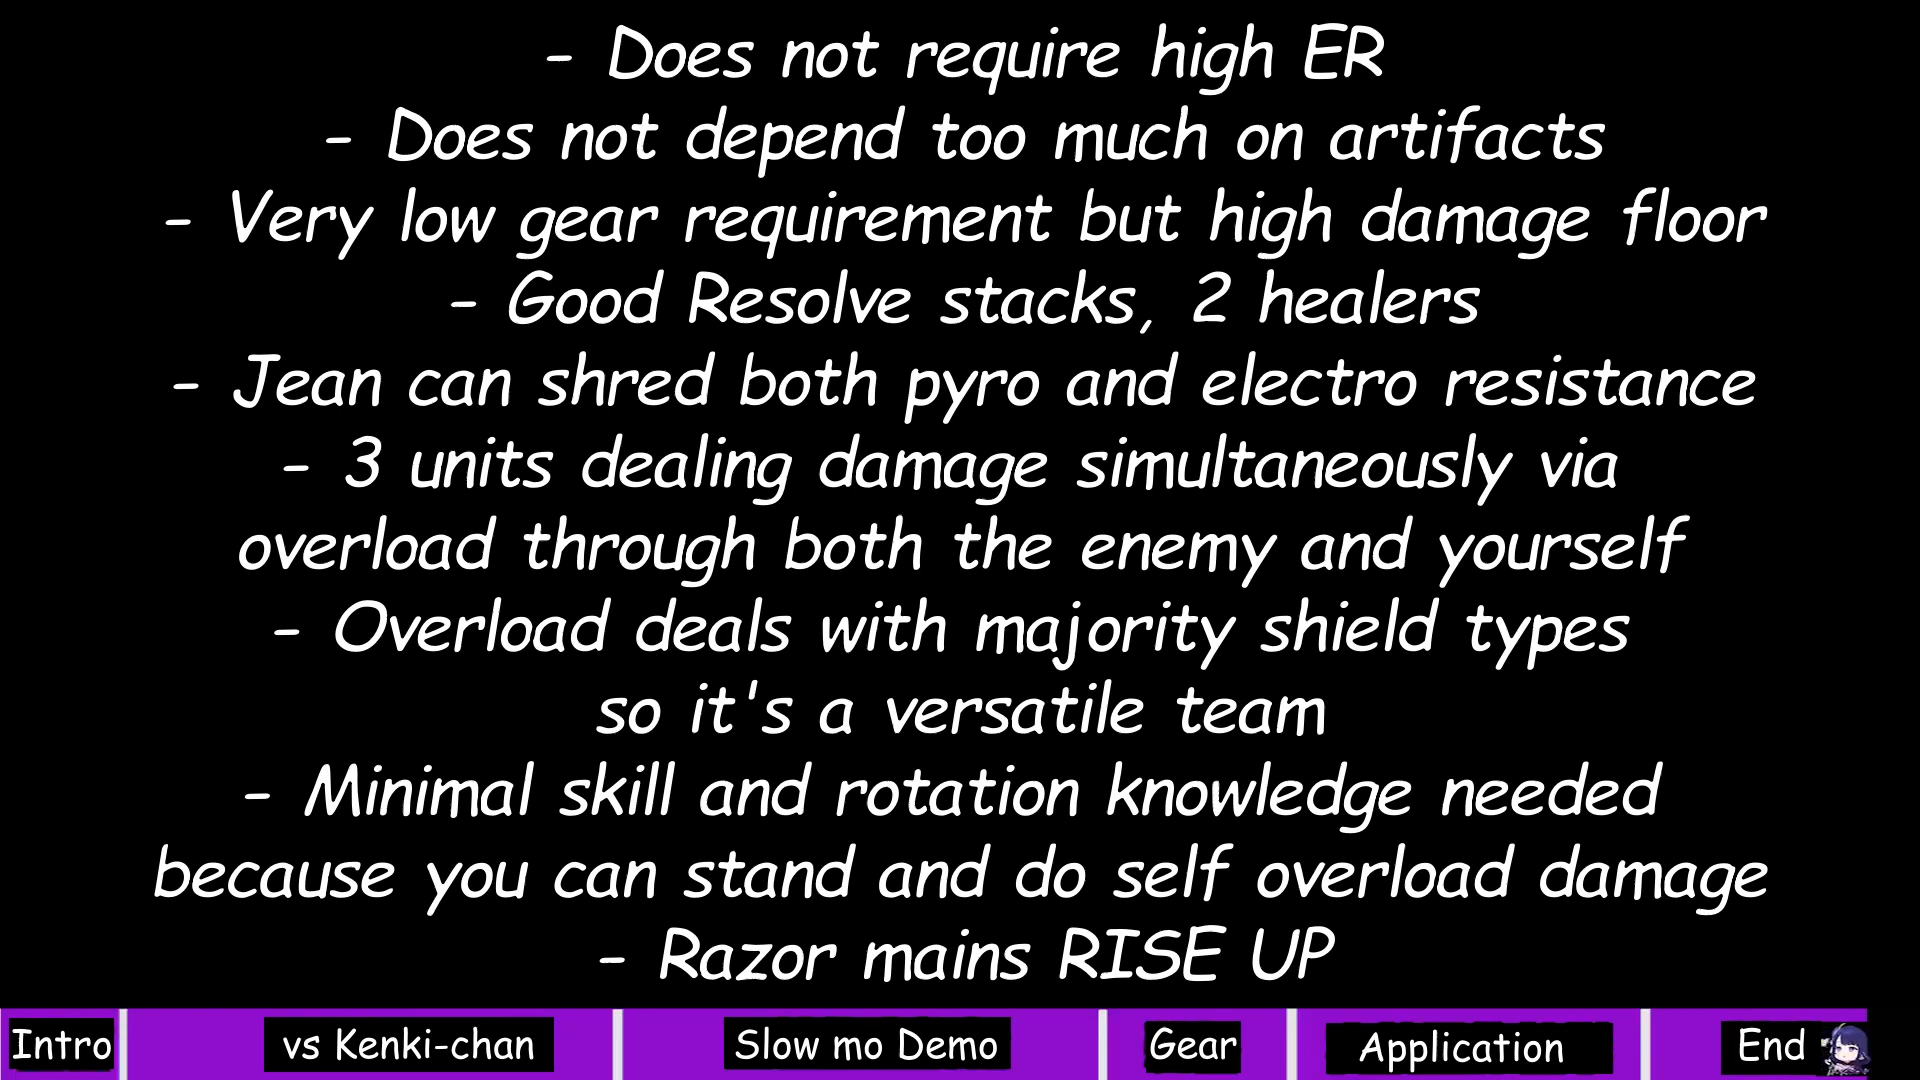 - Does not require high ER
- Does not depend too much on artifacts
- Very low gear requirement but high damage floor
- Good Resolve stacks, 2 healers
- Jean can shred both pyro and electro resistance
- 3 units dealing damage simultaneously via
overload through both the enemy and yourself
- Overload deals with majority shield types
so it's a versatile team
- Minimal skill and rotation knowledge needed
because you can stand and do self overload damage
- Razor mains RISE UP
Intro
vs Kenki-chan
Slow mo Demo
Gear
Application
End